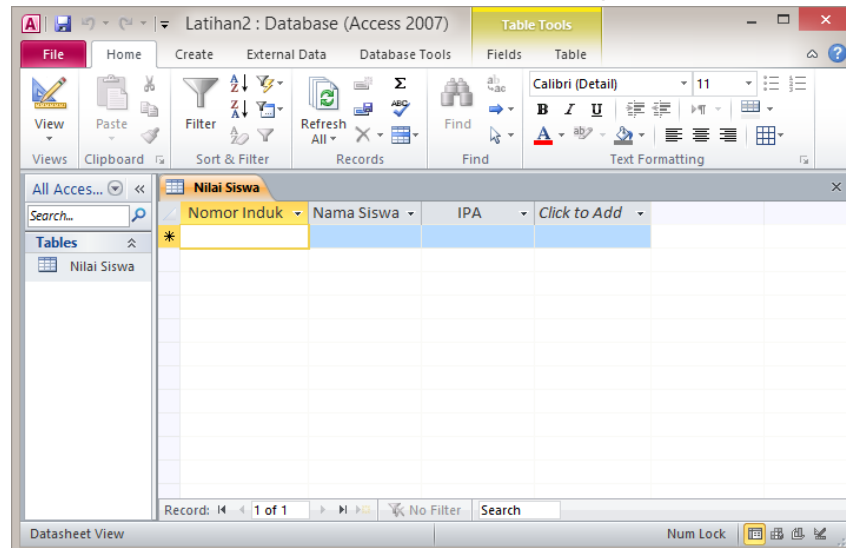 Latihan2 : Database (Access 2007) Table Tools
File Home Create External Data Database Tools Fields Table
View Paste Filter Refresh All Find Calibri (Detail) 11
B I U
Views Clipboard Sort & Filter Records Find Text Formatting
All Acces... Nilai Siswa
Search... Nomor Induk Nama Siswa IPA Click to Add
Tables
Nilai Siswa
Record: 1 of 1 No Filter Search
Datasheet View Num Lock